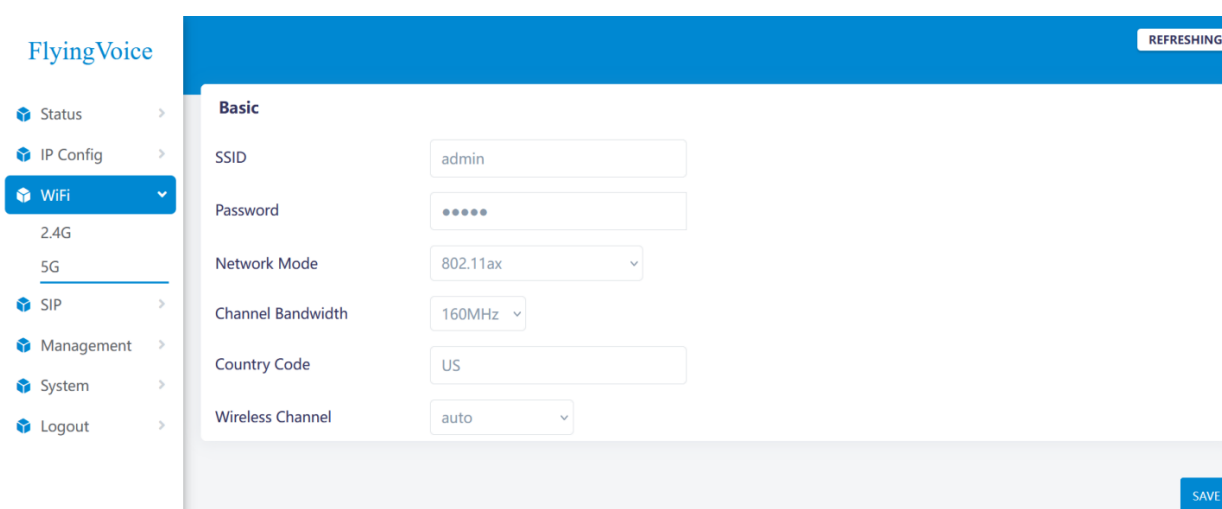 FlyingVoice
REFRESHING
Status
IP Config
WiFi
2.4G
5G
SIP
Management
System
Logout
Basic
SSID admin
Password •••••
Network Mode 802.11ax
Channel Bandwidth 160MHz
Country Code US
Wireless Channel auto
SAVE